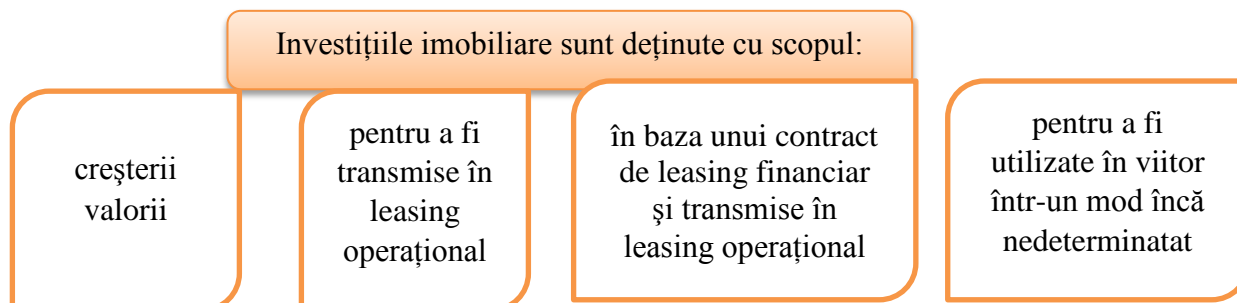 Investițiile imobiliare sunt deținute cu scopul:
creşterii
valorii
pentru a fi
transmise în
leasing
operațional
în baza unui contract
de leasing financiar
şi transmise în
leasing operațional
pentru a fi
utilizate în viitor
într-un mod încă
nedeterminatat